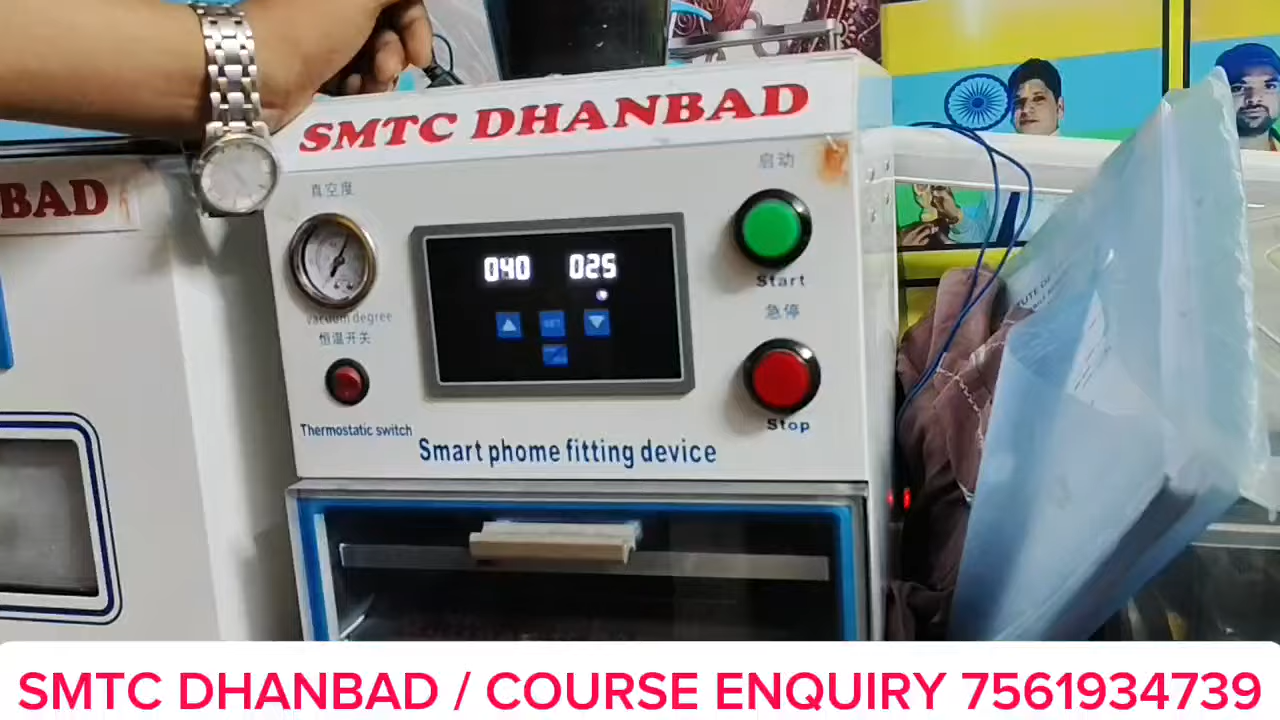 SMTC DHANBAD
BAD
真空度
启动
040 025
Start
vacuum degree
恒温开关
急停
SET
Thermostatic switch
Stop
Smart phome fitting device
SMTC DHANBAD / COURSE ENQUIRY 7561934739